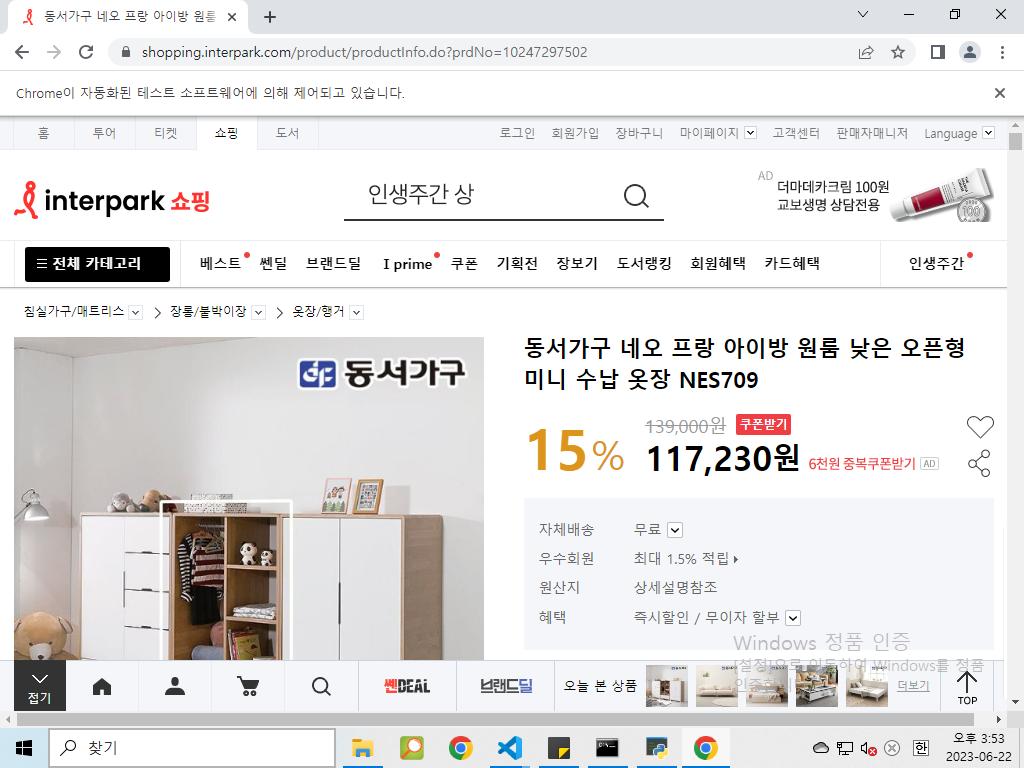 동서가구 네오 프랑 아이방 원룸
shopping.interpark.com/product/productInfo.do?prdNo=10247297502
Chrome이 자동화된 테스트 소프트웨어에 의해 제어되고 있습니다.
홈 투어 티켓 쇼핑 도서 로그인 회원가입 장바구니 마이페이지 고객센터 판매자매니저 Language
interpark 쇼핑
인생주간 상
AD
더마데카크림 100원
교보생명 상담전용
전체 카테고리 베스트 쎈딜 브랜드딜 I prime 쿠폰 기획전 장보기 도서랭킹 회원혜택 카드혜택 인생주간
침실가구/매트리스 > 장롱/붙박이장 > 옷장/행거
동서가구
동서가구 네오 프랑 아이방 원룸 낮은 오픈형
미니 수납 옷장 NES709
15%
139,000원 쿠폰받기
117,230원 6천원 중복쿠폰받기 AD
자체배송 무료
우수회원 최대 1.5% 적립
원산지 상세설명참조
혜택 즉시할인 / 무이자 할부
Windows 정품 인증
[설정]으로 이동하여 Windows를 정품
접기
쎈DEAL
브랜드딜
오늘 본 상품
더보기
TOP
찾기
한
오후 3:53
2023-06-22